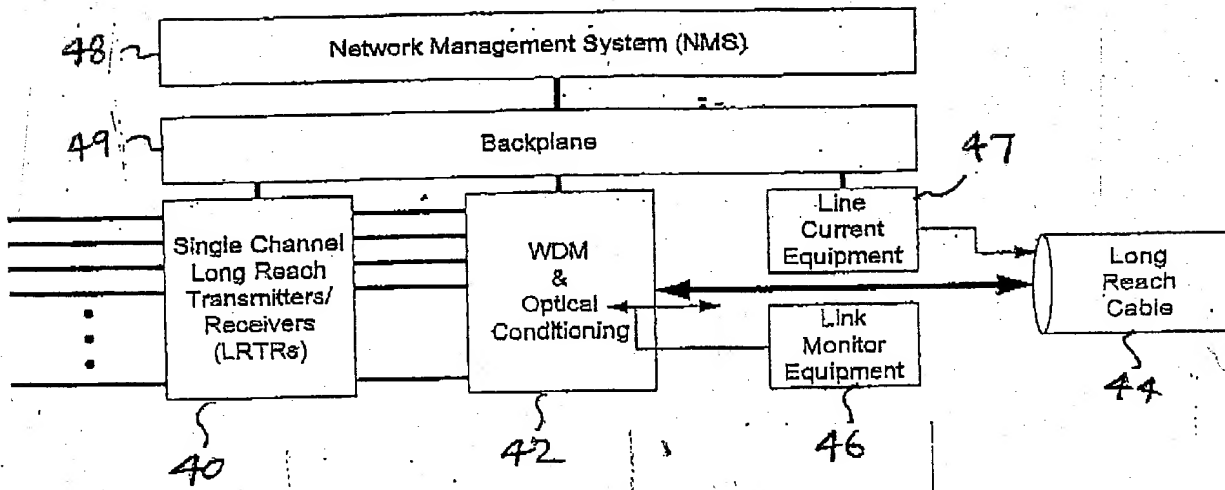 48
Network Management System (NMS)
49
Backplane
47
Single Channel
Long Reach
Transmitters/
Receivers
(LRTRs)
WDM
&
Optical
Conditioning
Line
Current
Equipment
Long
Reach
Cable
Link
Monitor
Equipment
40
42
46
44